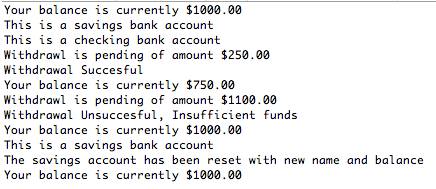 Your balance is currently $1000.00
This is a savings bank account
This is a checking bank account
Withdrawl is pending of amount $250.00
Withdrawal Succesful
Your balance is currently $750.00
Withdrawl is pending of amount $1100.00
Withdrawal Unsuccesful, Insufficient funds
Your balance is currently $1000.00
This is a savings bank account
The savings account has been reset with new name and balance
Your balance is currently $1000.00